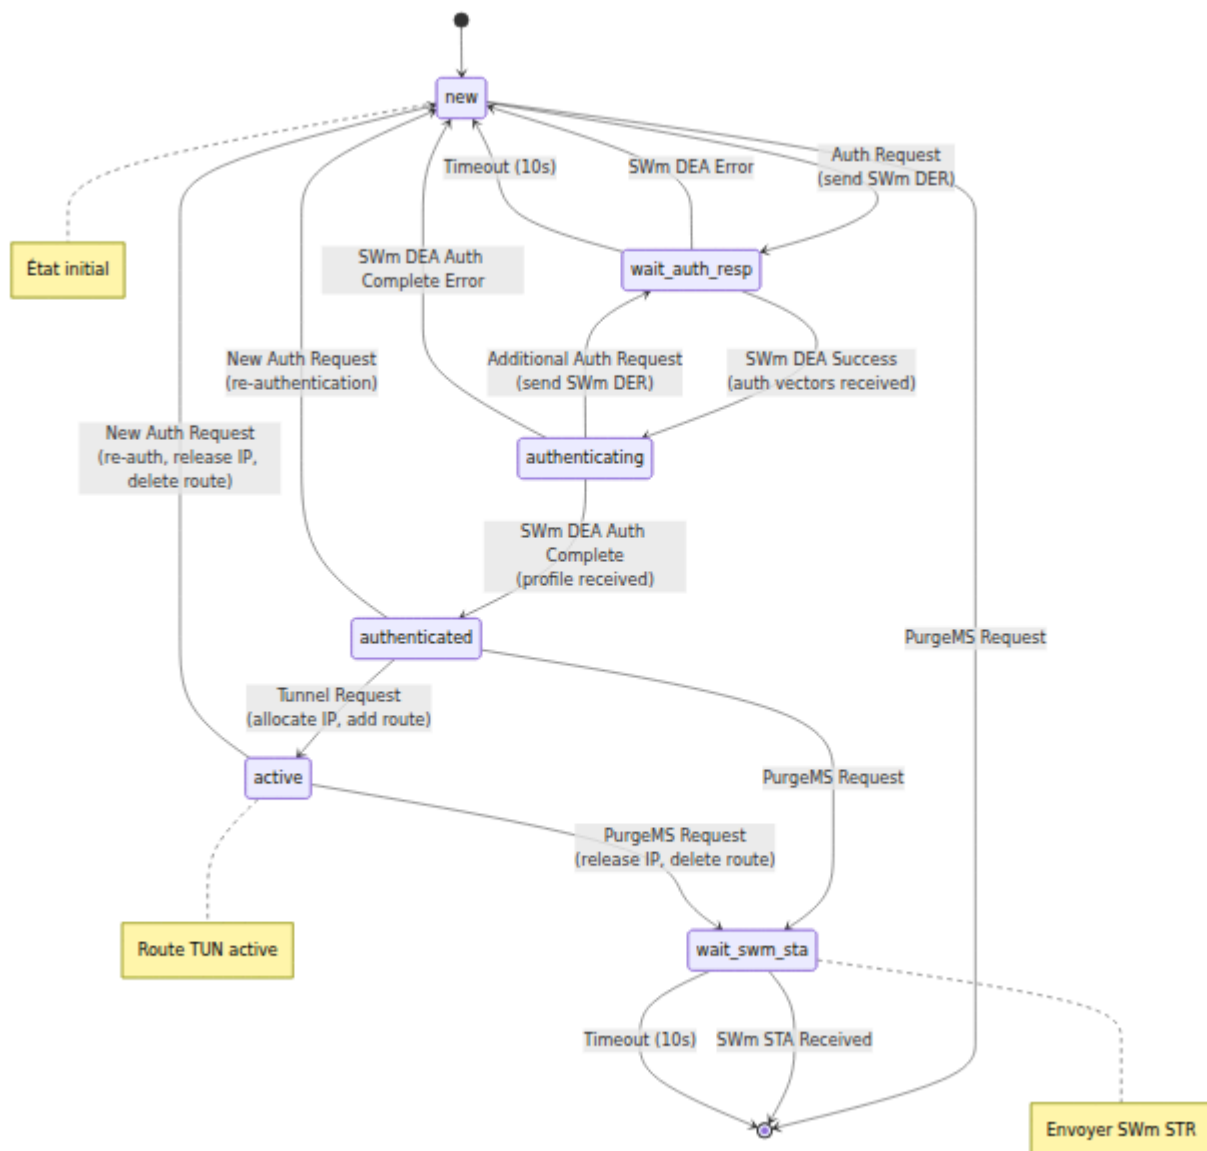 new
Timeout (10s)
SWm DEA Error
Auth Request
(send SWm DER)
État initial
SWm DEA Auth
Complete Error
wait_auth_resp
New Auth Request
(re-authentication)
Additional Auth Request
(send SWm DER)
SWm DEA Success
(auth vectors received)
New Auth Request
(re-auth, release IP,
delete route)
authenticating
SWm DEA Auth
Complete
(profile received)
authenticated
PurgeMS Request
Tunnel Request
(allocate IP, add route)
active
PurgeMS Request
PurgeMS Request
(release IP, delete route)
Route TUN active
wait_swm_sta
Timeout (10s)
SWm STA Received
Envoyer SWm STR